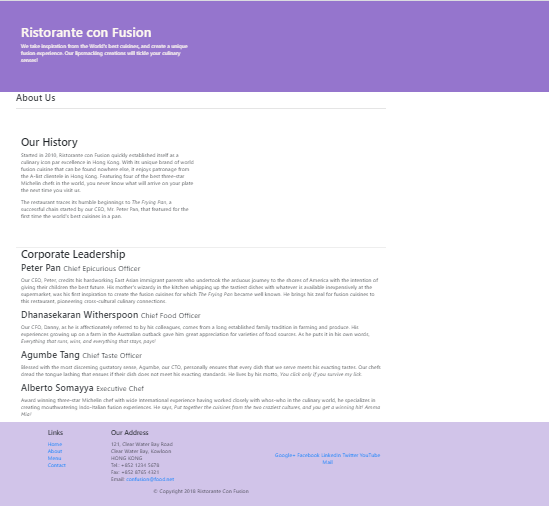 Ristorante con Fusion
We take inspiration from the World's best cuisines, and create a unique
fusion experience. Our lipsmacking creations will tickle your culinary
senses!
About Us
Our History
Started in 2010, Ristorante con Fusion quickly established itself as a
culinary icon par excellence in Hong Kong. With its unique brand of world
fusion cuisine that can be found nowhere else, it enjoys patronage from
the A-list clientele in Hong Kong. Featuring four of the best three-star
Michelin chefs in the world, you never know what will arrive on your plate
the next time you visit us.
The restaurant traces its humble beginnings to The Frying Pan, a
successful chain started by our CEO, Mr. Peter Pan, that featured for the
first time the world's best cuisines in a pan.
Corporate Leadership
Peter Pan Chief Epicurious Officer
Our CEO, Peter, credits his hardworking East Asian immigrant parents who undertook the arduous journey to the shores of America with the intention of
giving their children the best future. His mother's wizardy in the kitchen whipping up the tastiest dishes with whatever is available inexpensively at the
supermarket, was his first inspiration to create the fusion cuisines for which The Frying Pan became well known. He brings his zeal for fusion cuisines to
this restaurant, pioneering cross-cultural culinary connections.
Dhanasekaran Witherspoon Chief Food Officer
Our CFO, Danny, as he is affectionately referred to by his colleagues, comes from a long established family tradition in farming and produce. His
experiences growing up on a farm in the Australian outback gave him great appreciation for varieties of food sources. As he puts it in his own words,
Everything that runs, wins, and everything that stays, pays!
Agumbe Tang Chief Taste Officer
Blessed with the most discerning gustatory sense, Agumbe, our CTO, personally ensures that every dish that we serve meets his exacting tastes. Our chefs
dread the tongue lashing that ensues if their dish does not meet his exacting standards. He lives by his motto, You click only if you survive my lick.
Alberto Somayya Executive Chef
Award winning three-star Michelin chef with wide International experience having worked closely with whos-who in the culinary world, he specializes in
creating mouthwatering Indo-Italian fusion experiences. He says, Put together the cuisines from the two craziest cultures, and you get a winning hit! Amma
Mia!
Links
Home
About
Menu
Contact
Our Address
121, Clear Water Bay Road
Clear Water Bay, Kowloon
HONG KONG
Tel.: +852 1234 5678
Fax: +852 8765 4321
Email: confusion@food.net
Google+ Facebook LinkedIn Twitter YouTube
Mail
© Copyright 2018 Ristorante Con Fusion